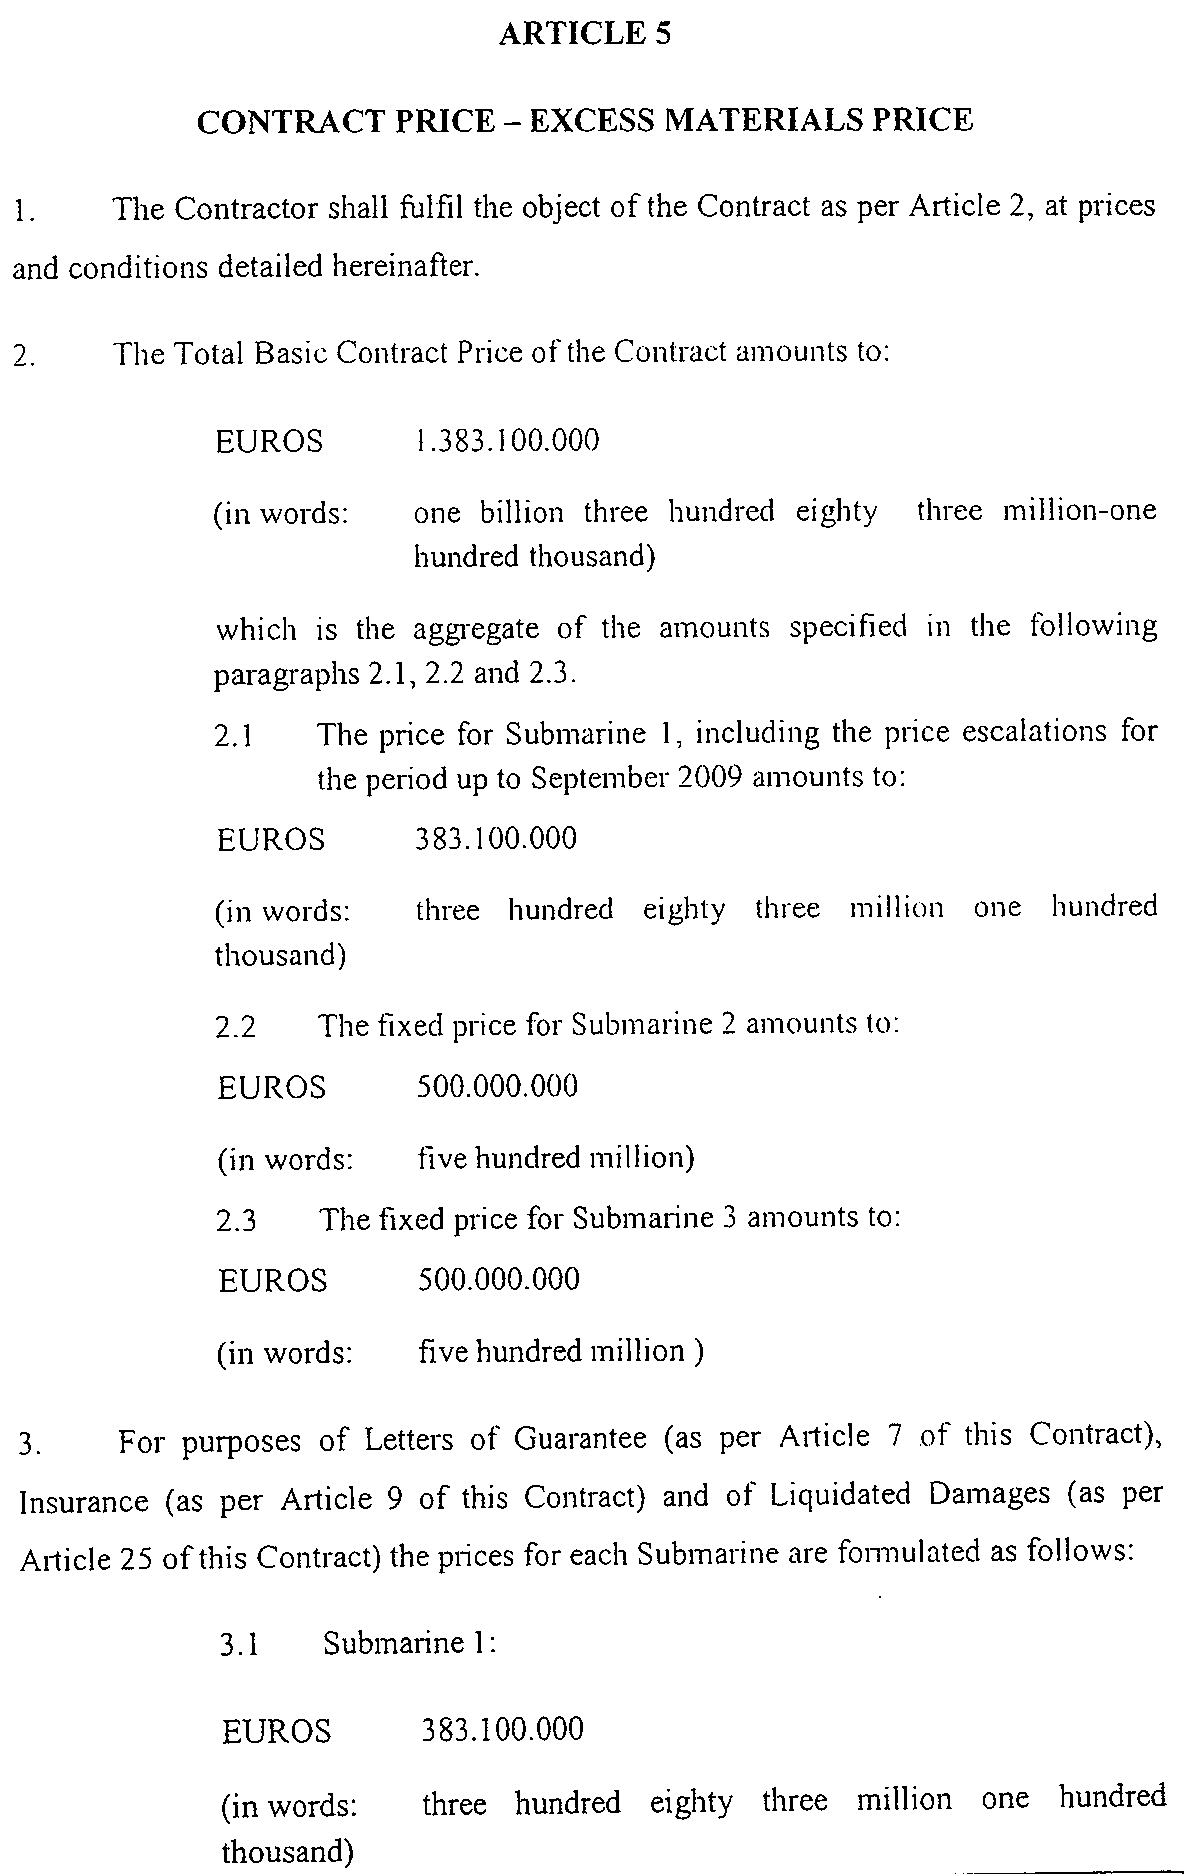 ARTICLE 5
CONTRACT PRICE – EXCESS MATERIALS PRICE
1. The Contractor shall fulfil the object of the Contract as per Article 2, at prices
and conditions detailed hereinafter.
2. The Total Basic Contract Price of the Contract amounts to:
EUROS 1.383.100.000
(in words: one billion three hundred eighty three million-one
hundred thousand)
which is the aggregate of the amounts specified in the following
paragraphs 2.1, 2.2 and 2.3.
2.1 The price for Submarine 1, including the price escalations for
the period up to September 2009 amounts to:
EUROS 383.100.000
(in words: three hundred eighty three million one hundred
thousand)
2.2 The fixed price for Submarine 2 amounts to:
EUROS 500.000.000
(in words: five hundred million)
2.3 The fixed price for Submarine 3 amounts to:
EUROS 500.000.000
(in words: five hundred million )
3. For purposes of Letters of Guarantee (as per Article 7 of this Contract),
Insurance (as per Article 9 of this Contract) and of Liquidated Damages (as per
Article 25 of this Contract) the prices for each Submarine are formulated as follows:
3.1 Submarine 1:
EUROS 383.100.000
(in words: three hundred eighty three million one hundred
thousand)